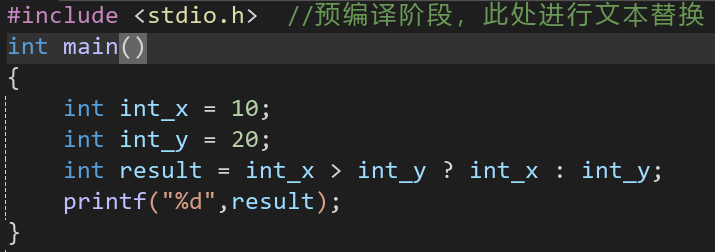 #include <stdio.h>  //预编译阶段，此处进行文本替换
int main()
{
    int int_x = 10;
    int int_y = 20;
    int result = int_x > int_y ? int_x : int_y;
    printf("%d",result);
}